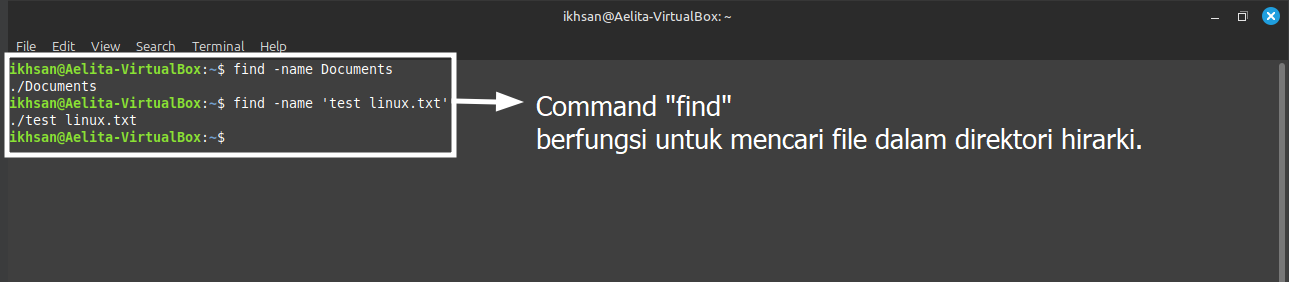 ikhsan@Aelita-VirtualBox: ~
File Edit View Search Terminal Help
ikhsan@Aelita-VirtualBox:~$ find -name Documents
./Documents
ikhsan@Aelita-VirtualBox:~$ find -name 'test linux.txt'
./test linux.txt
ikhsan@Aelita-VirtualBox:~$
Command "find"
berfungsi untuk mencari file dalam direktori hirarki.